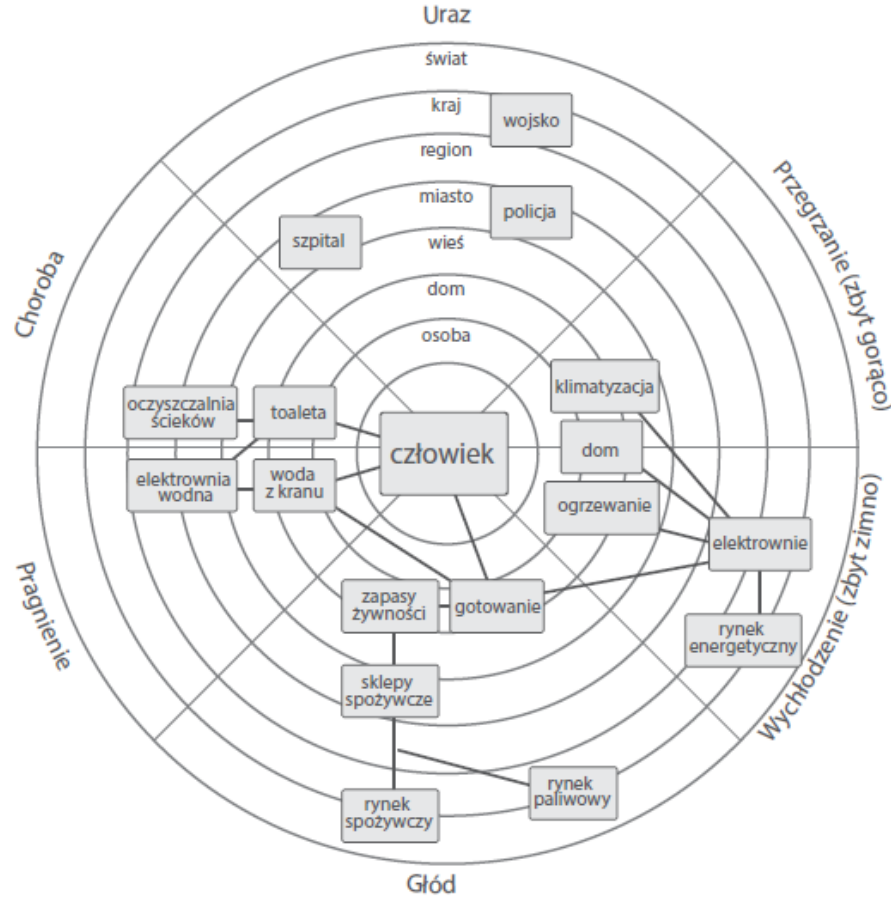 Uraz
świat
kraj
wojsko
region
miasto
policja
szpital
wieś
dom
osoba
Choroba
Przegrzanie (zbyt gorąco)
klimatyzacja
oczyszczalnia
ścieków
toaleta
człowiek
dom
elektrownia
wodna
woda
z kranu
ogrzewanie
elektrownie
Pragnienie
zapasy
żywności
gotowanie
rynek
energetyczny
Wychłodzenie (zbyt zimno)
sklepy
spożywcze
rynek
spożywczy
rynek
paliwowy
Głód